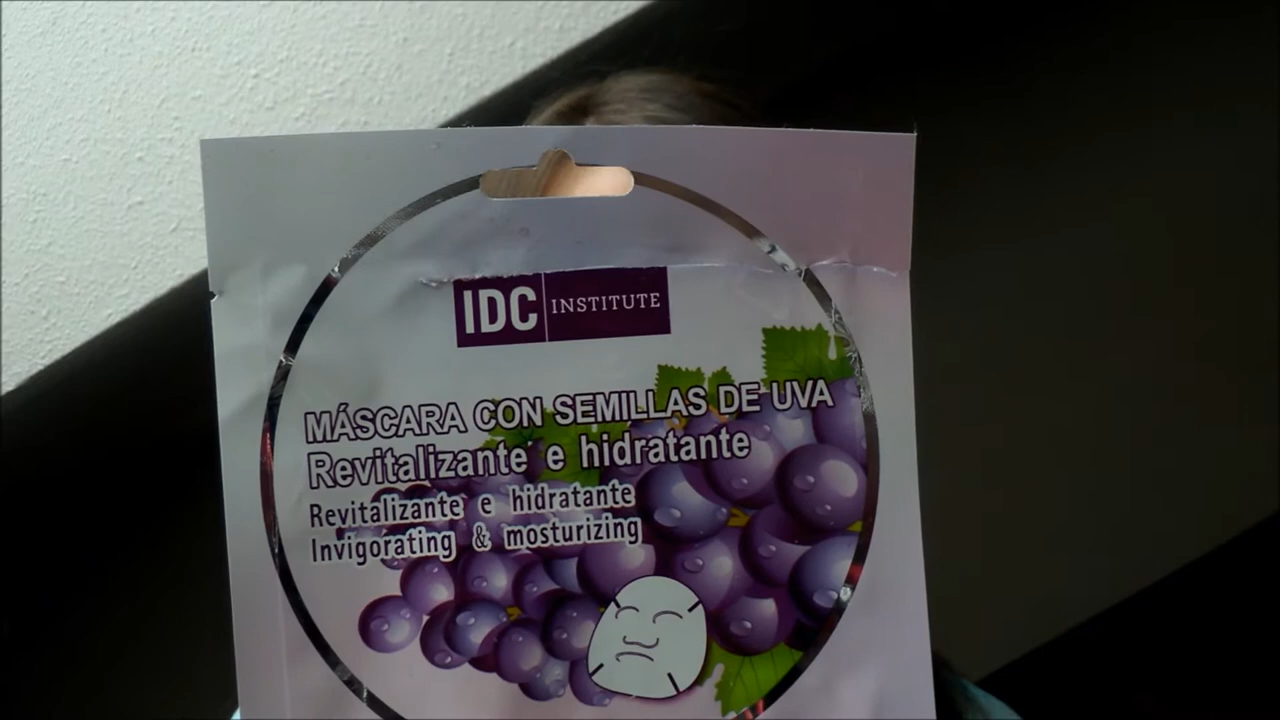 IDC INSTITUTE
MÁSCARA CON SEMILLAS DE UVA
Revitalizante e hidratante
Revitalizante e hidratante
Invigorating & mosturizing